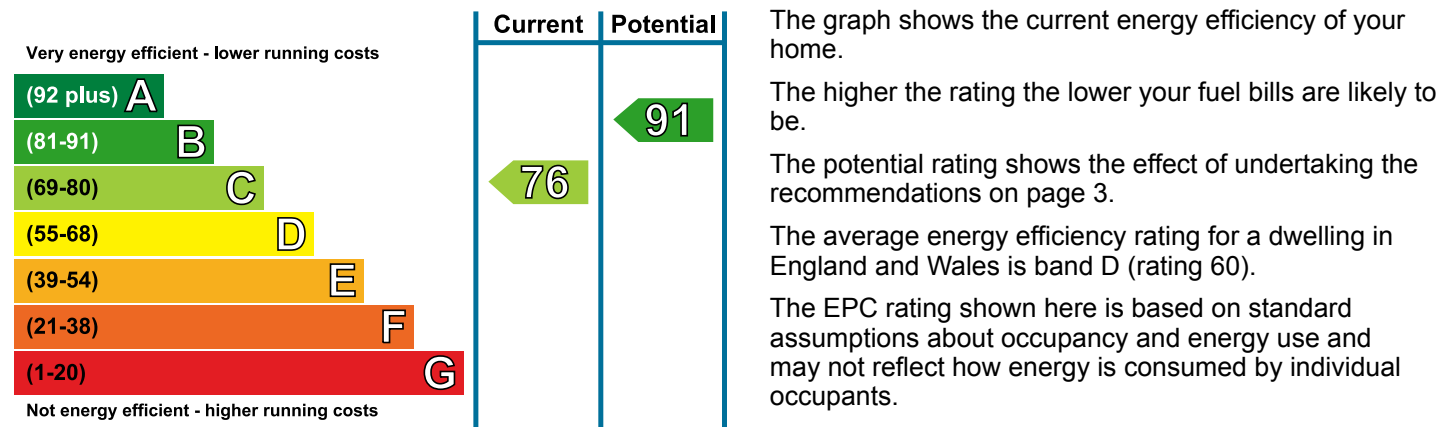 Current Potential
Very energy efficient - lower running costs
(92 plus) A
(81-91) B
(69-80) C
(55-68) D
(39-54) E
(21-38) F
(1-20) G
Not energy efficient - higher running costs
76
91
The graph shows the current energy efficiency of your
home.
The higher the rating the lower your fuel bills are likely to
be.
The potential rating shows the effect of undertaking the
recommendations on page 3.
The average energy efficiency rating for a dwelling in
England and Wales is band D (rating 60).
The EPC rating shown here is based on standard
assumptions about occupancy and energy use and
may not reflect how energy is consumed by individual
occupants.